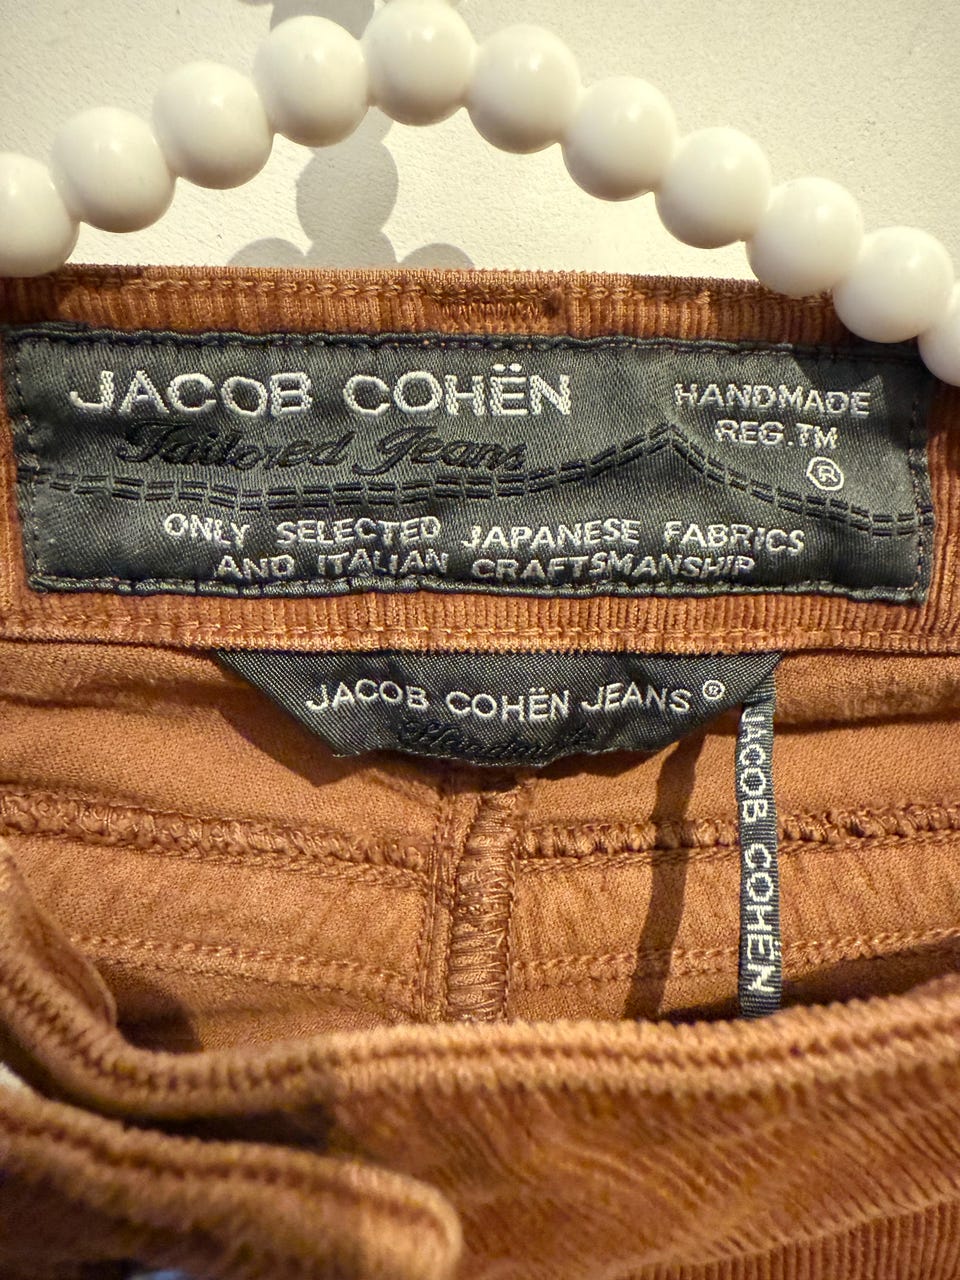 JACOB COHËN
Tailored Jeans
HANDMADE
REG.TM
®
ONLY SELECTED JAPANESE FABRICS
AND ITALIAN CRAFTSMANSHIP
JACOB COHËN JEANS ®
JACOB COHËN